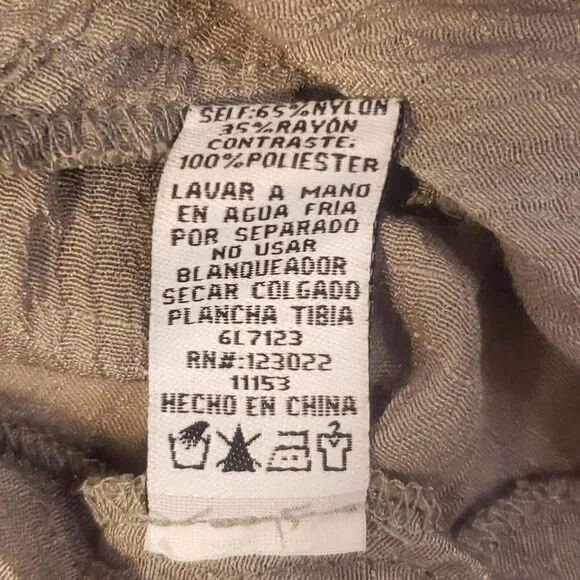 SELF:65%NYLON
35%RAYÓN
CONTRASTE.
100%POLIESTER
LAVAR A MANO
EN AGUA FRIA
POR SEPARADO
NO USAR
BLANQUEADOR
SECAR COLGADO
PLANCHA TIBIA
6L7123
RN#:123022
11153
HECHO EN CHINA